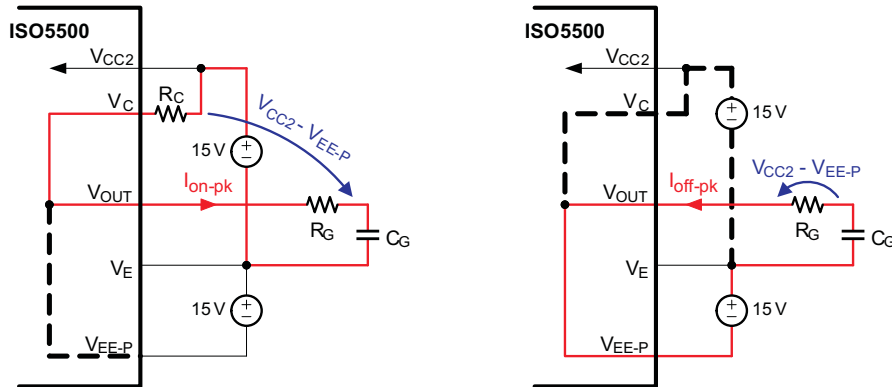 ISO5500
VCC2
RC
VC
VCC2 - VEE-P
15 V
Ion-pk
VOUT
RG
CG
VE
15 V
VEE-P
ISO5500
VCC2
VC
15 V
VCC2 - VEE-P
Ioff-pk
VOUT
RG
CG
VE
15 V
VEE-P